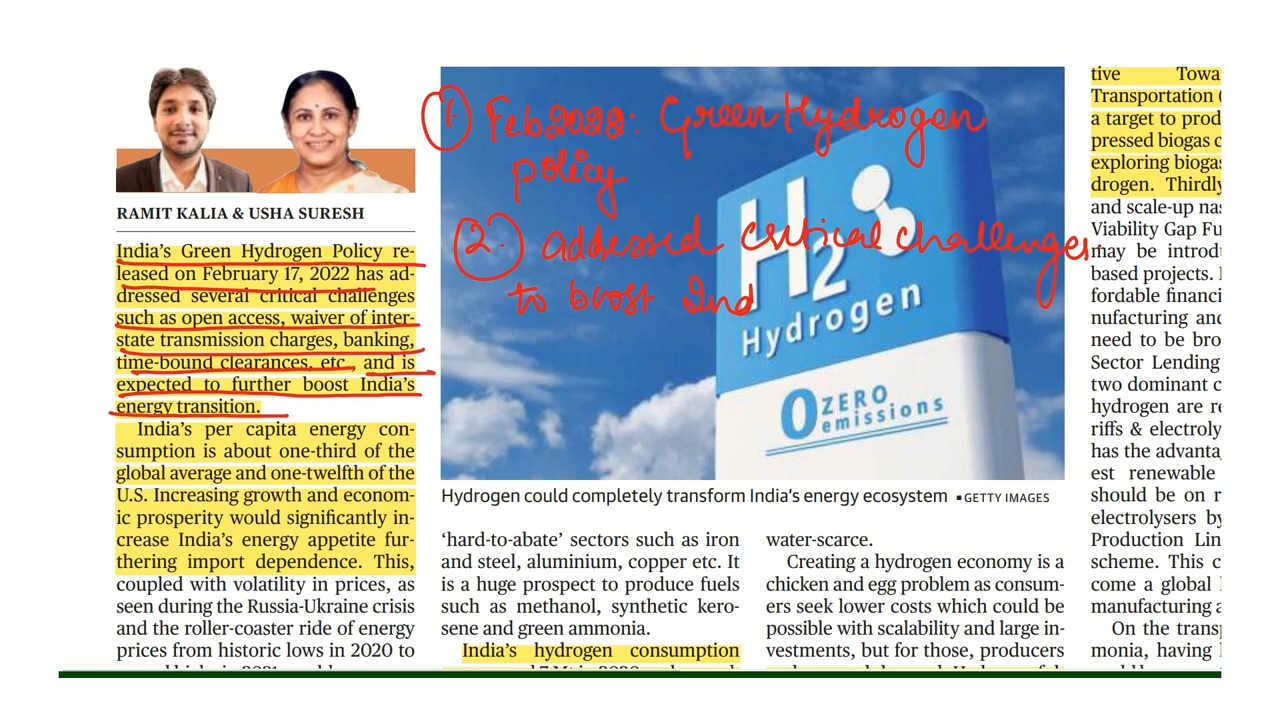 RAMIT KALIA & USHA SURESH
India's Green Hydrogen Policy re-
leased on February 17, 2022 has ad-
dressed several critical challenges
such as open access, waiver of inter-
state transmission charges, banking,
time-bound clearances, etc., and is
expected to further boost India's
energy transition.
India's per capita energy con-
sumption is about one-third of the
global average and one-twelfth of the
U.S. Increasing growth and econom-
ic prosperity would significantly in-
crease India's energy appetite fur-
thering import dependence. This,
coupled with volatility in prices, as
seen during the Russia-Ukraine crisis
and the roller-coaster ride of energy
prices from historic lows in 2020 to
1. Feb 2022: Green Hydrogen
policy
2. addressed critical challenges
to boost Ind
H2
Hydrogen
0 ZERO
emissions
Hydrogen could completely transform India's energy ecosystem ▪ GETTY IMAGES
'hard-to-abate' sectors such as iron
and steel, aluminium, copper etc. It
is a huge prospect to produce fuels
such as methanol, synthetic kero-
sene and green ammonia.
India's hydrogen consumption
water-scarce.
Creating a hydrogen economy is a
chicken and egg problem as consum-
ers seek lower costs which could be
possible with scalability and large in-
vestments, but for those, producers
tive Towa
Transportation (
a target to prod
pressed biogas c
exploring biogas
drogen. Thirdly
and scale-up nas
Viability Gap Fu
may be introdu
based projects.
fordable financi
nufacturing and
need to be bro
Sector Lending
two dominant c
hydrogen are re
riffs & electroly
has the advanta
est renewable
should be on r
electrolysers by
Production Lin
scheme. This c
come a global
manufacturing a
On the transp
monia, having